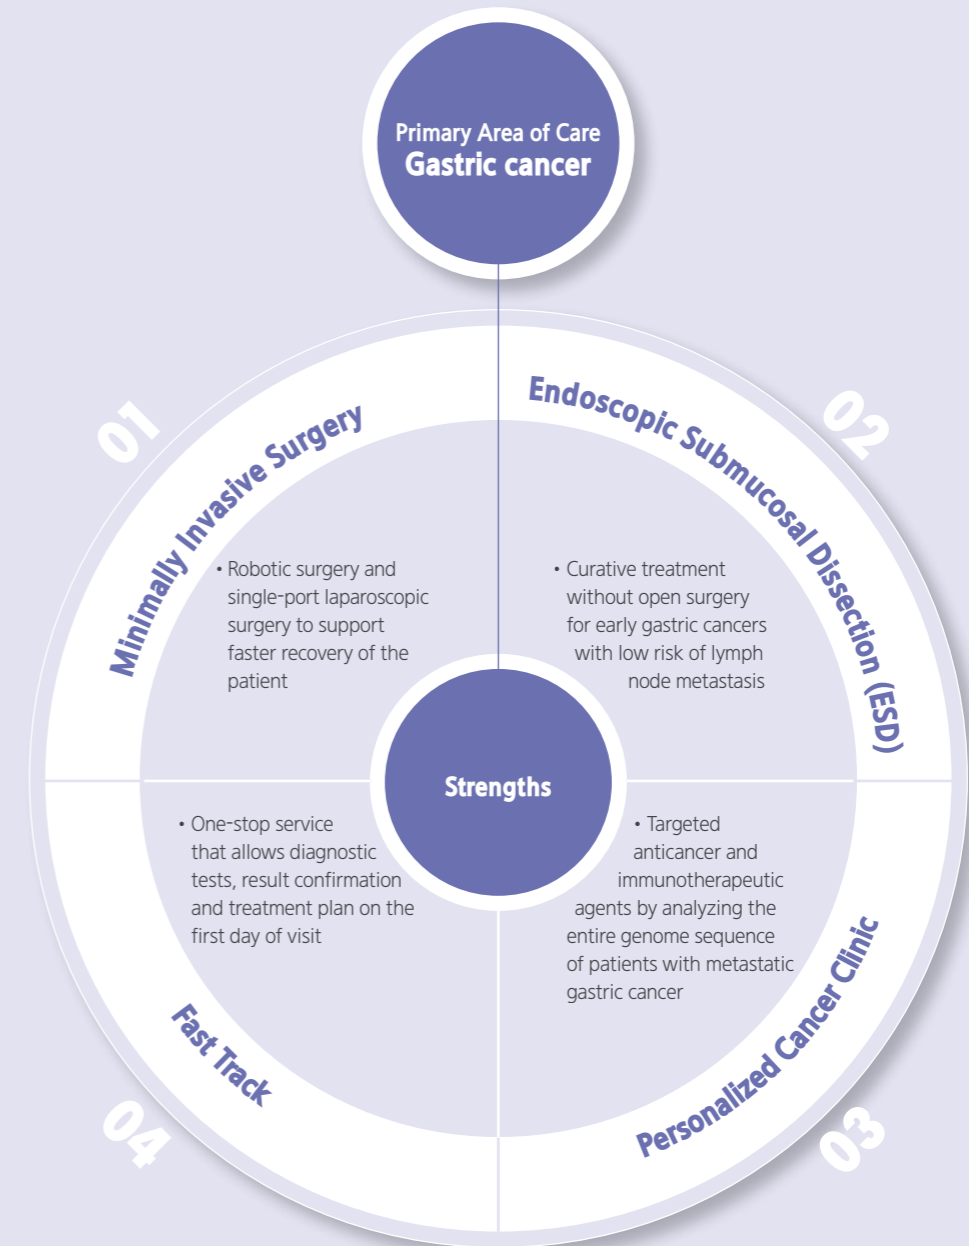 Primary Area of Care
Gastric cancer
01
Minimally Invasive Surgery
• Robotic surgery and
single-port laparoscopic
surgery to support
faster recovery of the
patient
02
Endoscopic Submucosal Dissection (ESD)
• Curative treatment
without open surgery
for early gastric cancers
with low risk of lymph
node metastasis
Strengths
03
Personalized Cancer Clinic
• Targeted
anticancer and
immunotherapeutic
agents by analyzing the
entire genome sequence
of patients with metastatic
gastric cancer
04
Fast Track
• One-stop service
that allows diagnostic
tests, result confirmation
and treatment plan on the
first day of visit